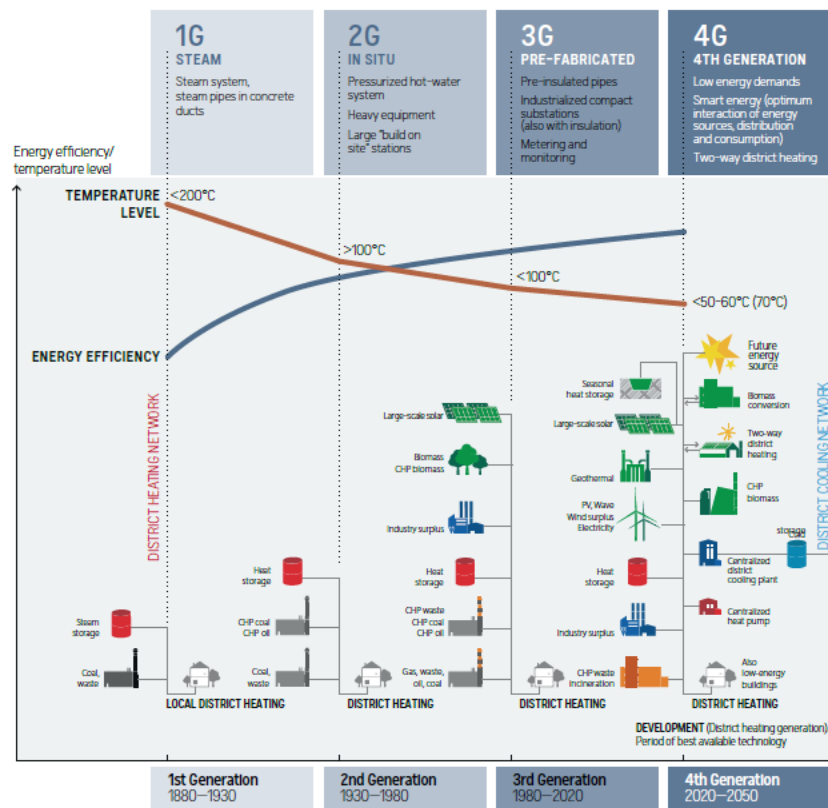 1G
STEAM
Steam system,
steam pipes in concrete
ducts
2G
IN SITU
Pressurized hot-water
system
Heavy equipment
Large "build on
site" stations
3G
PRE-FABRICATED
Pre-insulated pipes
Industrialized compact
substations
(also with insulation)
Metering and
monitoring
4G
4TH GENERATION
Low energy demands
Smart energy (optimum
interaction of energy
sources, distribution
and consumption)
Two-way district heating
Energy efficiency/
temperature level
TEMPERATURE
LEVEL
<200°C
>100°C
<100°C
<50-60°C (70°C)
ENERGY EFFICIENCY
DISTRICT HEATING NETWORK
Steam
storage
Coal,
waste
LOCAL DISTRICT HEATING
Heat
storage
CHP coal
CHP oil
Coal,
waste
DISTRICT HEATING
Large-scale solar
Biomass
CHP biomass
Industry surplus
Heat
storage
CHP waste
CHP coal
CHP oil
Gas, waste,
oil, coal
DISTRICT HEATING
Seasonal
heat storage
Large-scale solar
Geothermal
PV, Wave
Wind surplus
Electricity
Heat
storage
Industry surplus
CHP waste
incineration
Future
energy
source
Biomass
conversion
Two-way
district
heating
CHP
biomass
Centralized
district
cooling plant
storage
Cold
Centralized
heat pump
Also
low-energy
buildings
DISTRICT HEATING
DISTRICT COOLING NETWORK
DEVELOPMENT (District heating generation)/
Period of best available technology
1st Generation
1880—1930
2nd Generation
1930—1980
3rd Generation
1980—2020
4th Generation
2020—2050